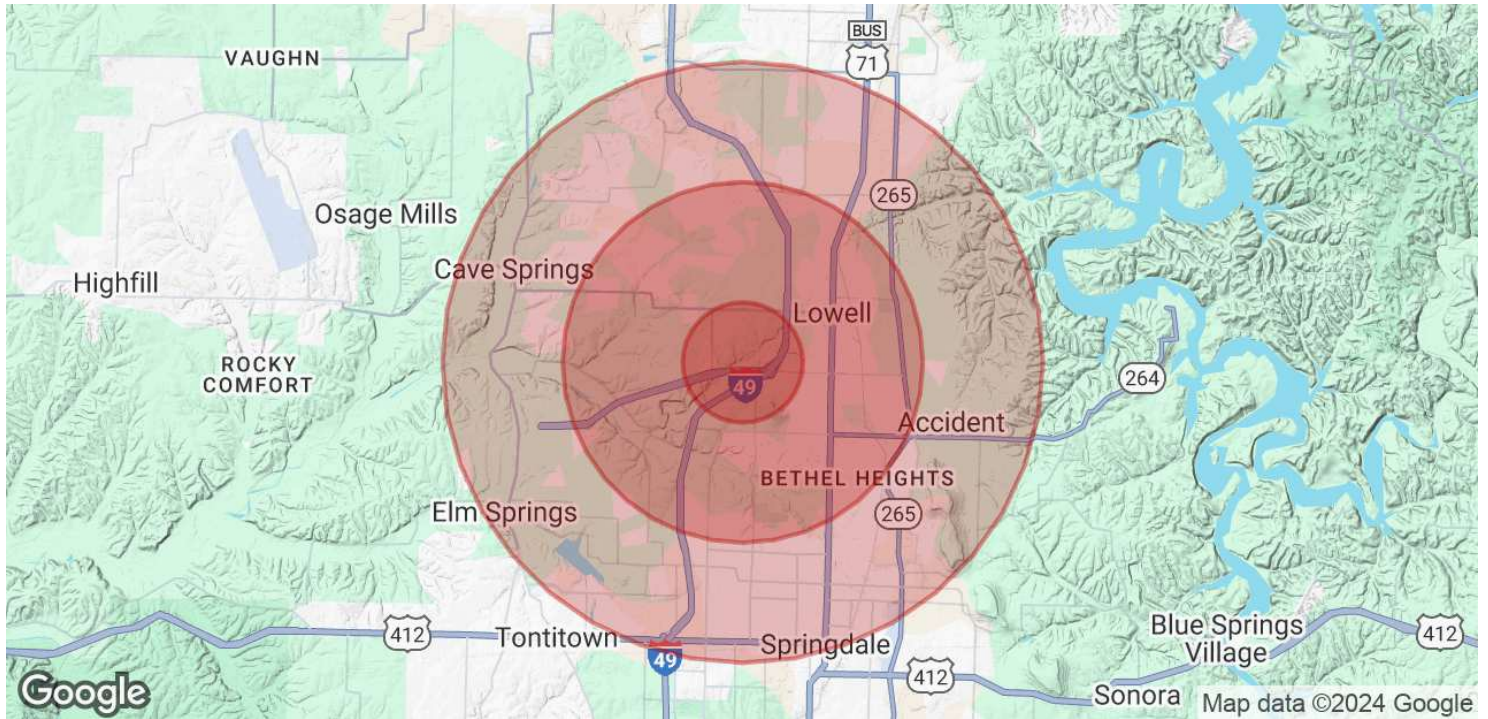 BUS
71
VAUGHN
265
Osage Mills
Cave Springs
Highfill
Lowell
ROCKY
COMFORT
49
264
Accident
BETHEL HEIGHTS
Elm Springs
265
412
Tontitown
Springdale
49
412
Blue Springs
Village
412
Sonora
Google
Map data ©2024 Google